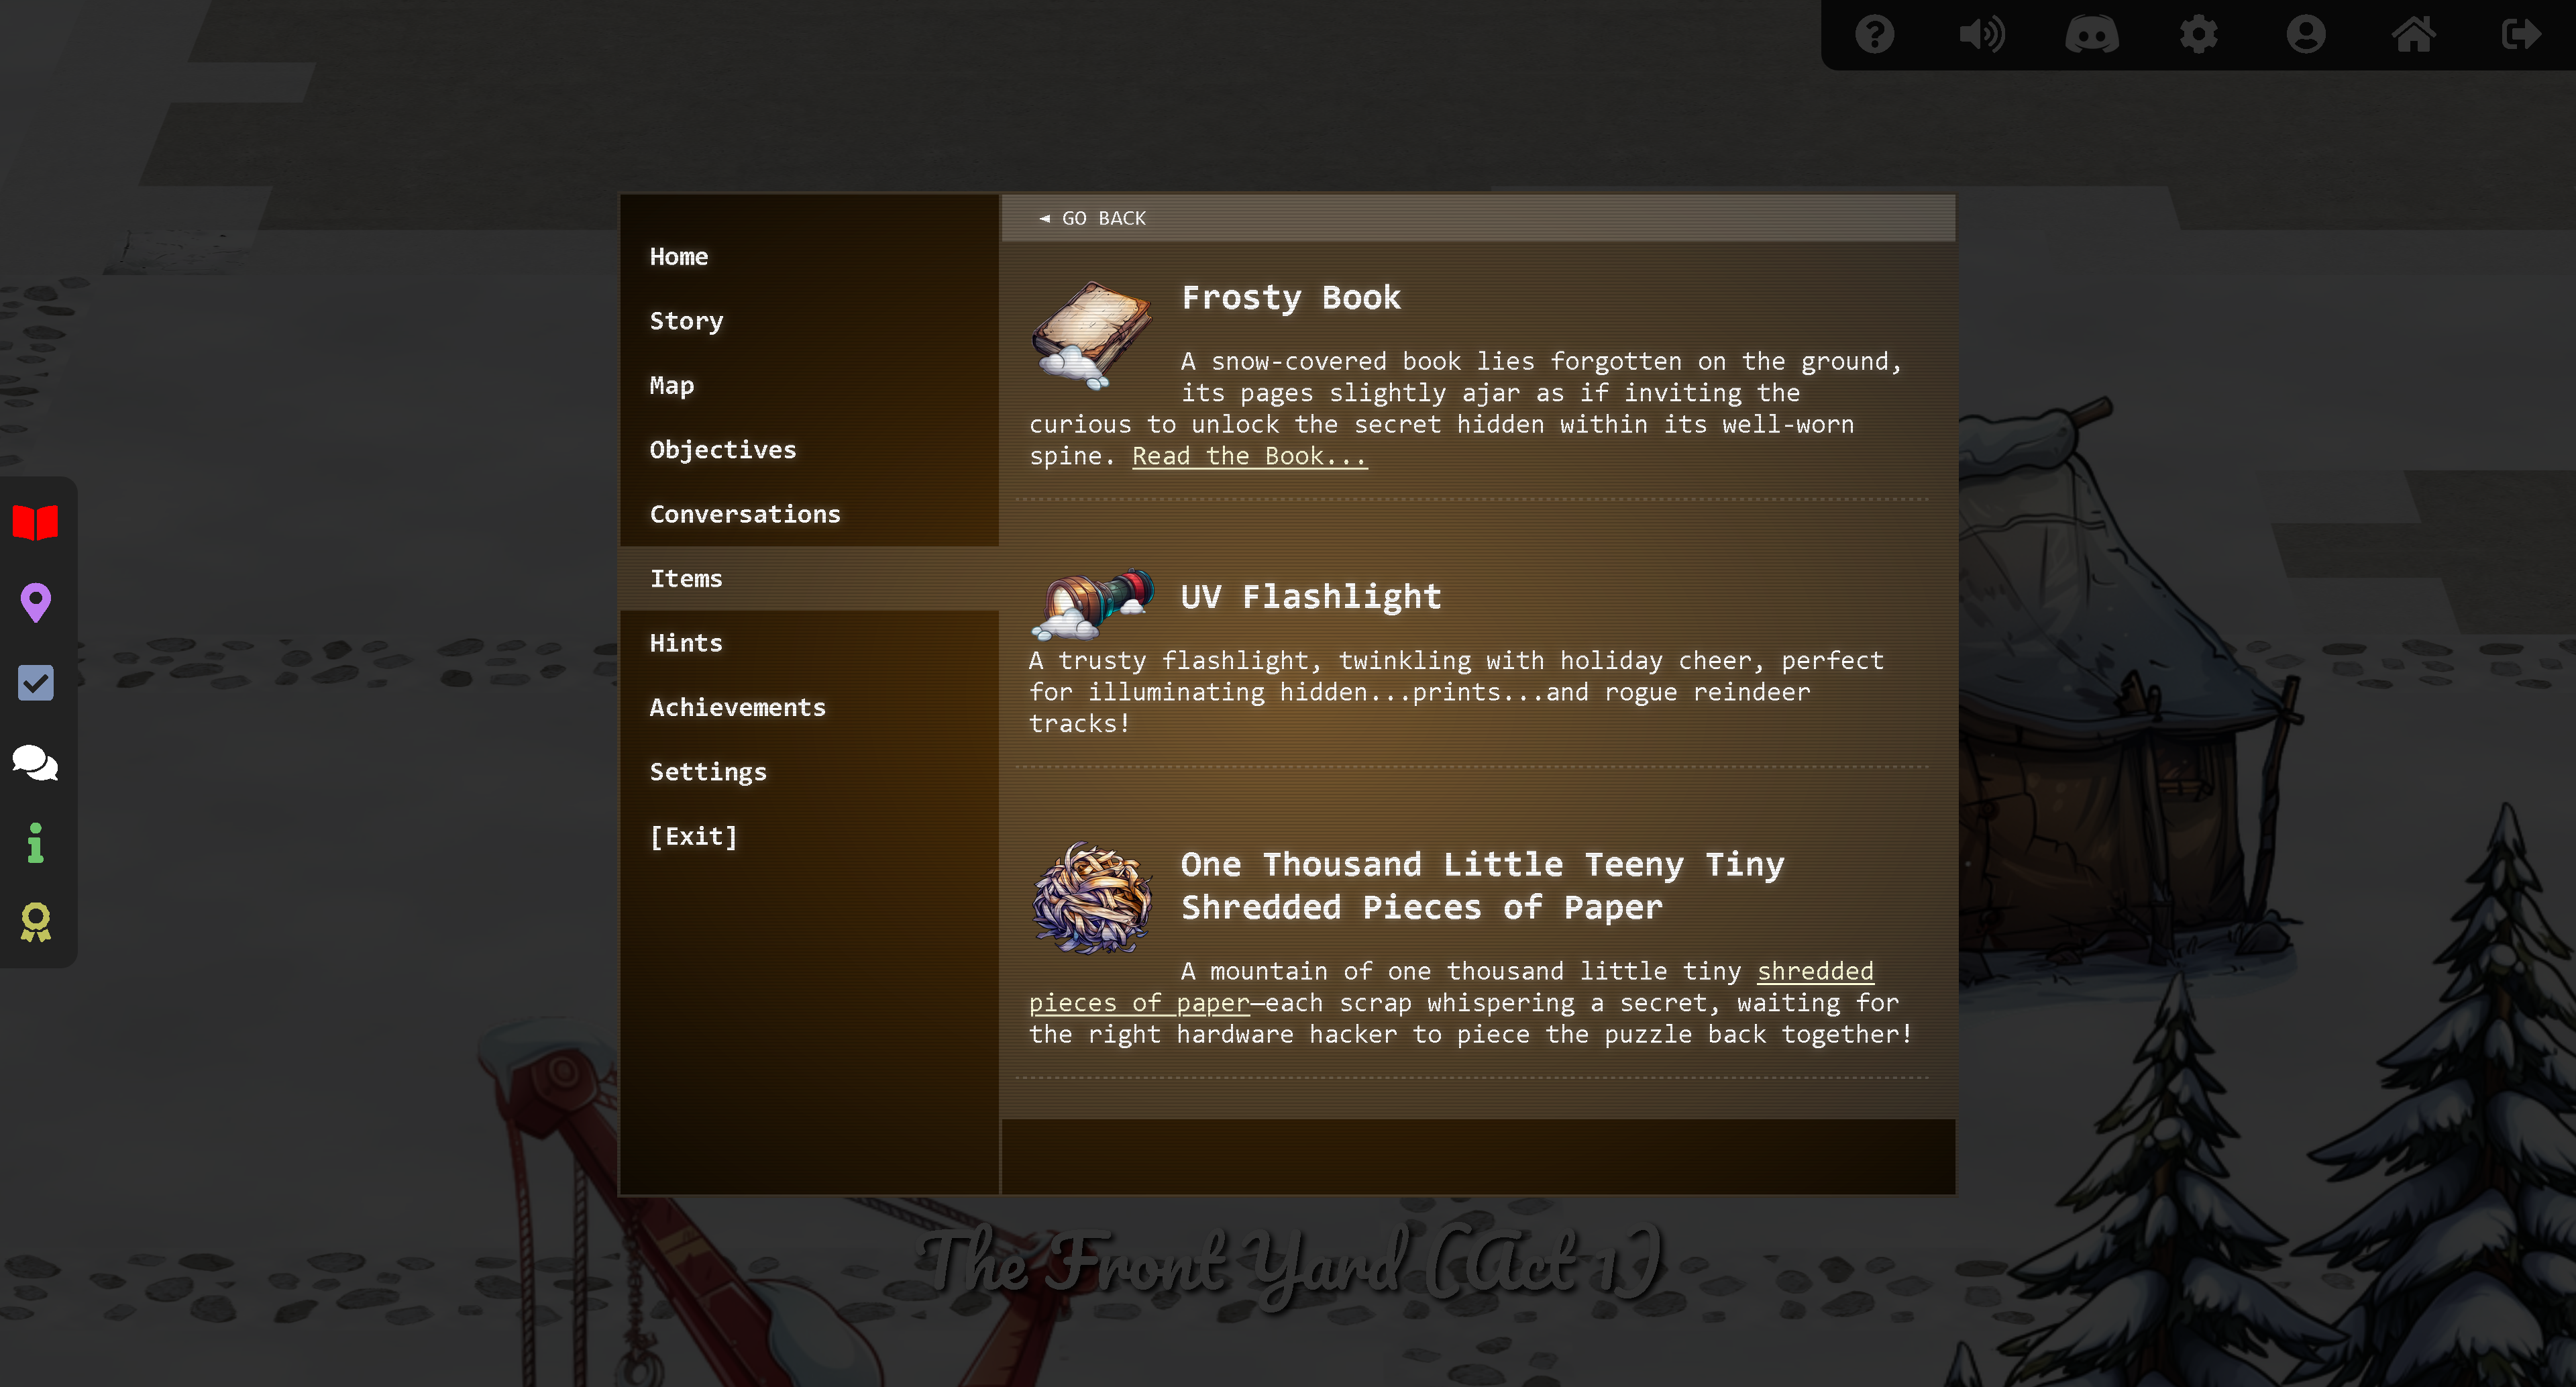 ◄ GO BACK
Home
Story
Map
Objectives
Conversations
Items
Hints
Achievements
Settings
[Exit]
Frosty Book
A snow-covered book lies forgotten on the ground,
its pages slightly ajar as if inviting the
curious to unlock the secret hidden within its well-worn
spine. Read the Book...
UV Flashlight
A trusty flashlight, twinkling with holiday cheer, perfect
for illuminating hidden...prints...and rogue reindeer
tracks!
One Thousand Little Teeny Tiny
Shredded Pieces of Paper
A mountain of one thousand little tiny shredded
pieces of paper—each scrap whispering a secret, waiting for
the right hardware hacker to piece the puzzle back together!
The Front Yard (Act 1)